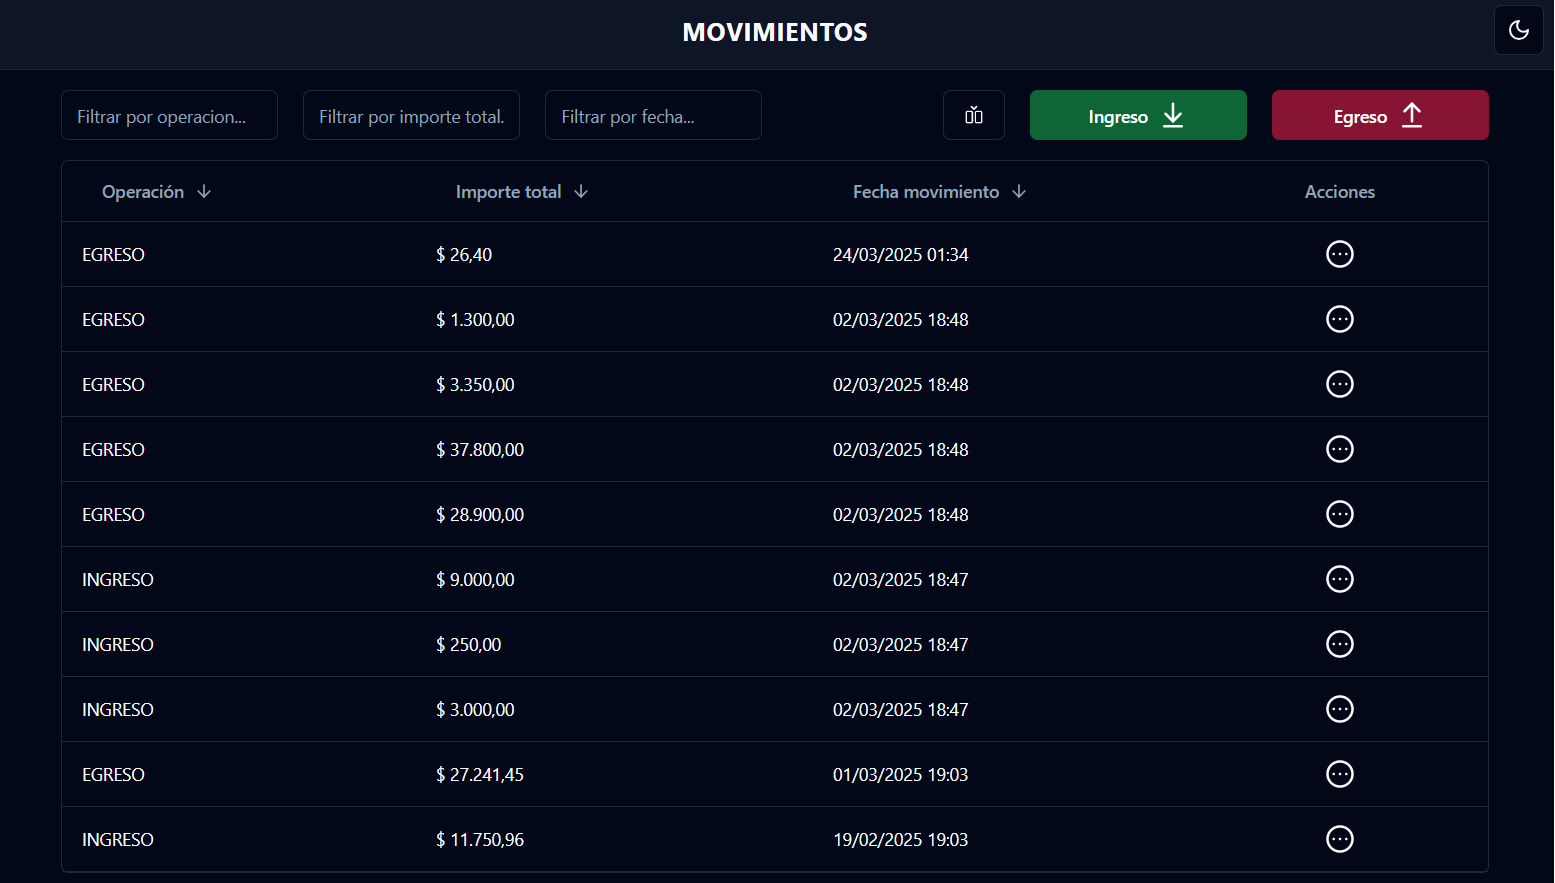 MOVIMIENTOS
Filtrar por operacion... Filtrar por importe total. Filtrar por fecha... Ingreso Egreso
Operación Importe total Fecha movimiento Acciones
EGRESO $ 26,40 24/03/2025 01:34
EGRESO $ 1.300,00 02/03/2025 18:48
EGRESO $ 3.350,00 02/03/2025 18:48
EGRESO $ 37.800,00 02/03/2025 18:48
EGRESO $ 28.900,00 02/03/2025 18:48
INGRESO $ 9.000,00 02/03/2025 18:47
INGRESO $ 250,00 02/03/2025 18:47
INGRESO $ 3.000,00 02/03/2025 18:47
EGRESO $ 27.241,45 01/03/2025 19:03
INGRESO $ 11.750,96 19/02/2025 19:03